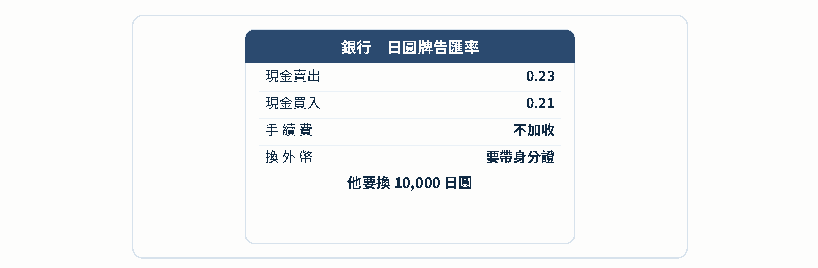 銀行　日圓牌告匯率
現金賣出 0.23
現金買入 0.21
手續費 不加收
換外幣 要帶身分證
他要換 10,000 日圓